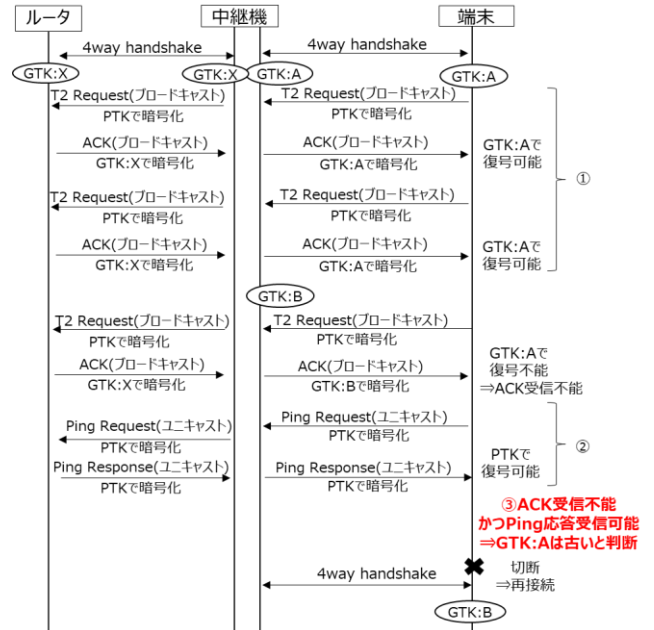 ルータ
中継機
端末
4way handshake
4way handshake
GTK:X
GTK:X
GTK:A
GTK:A
T2 Request(ブロードキャスト)
T2 Request(ブロードキャスト)
PTKで暗号化
PTKで暗号化
ACK(ブロードキャスト)
ACK(ブロードキャスト)
GTK:Xで暗号化
GTK:Aで暗号化
GTK:Aで
復号可能
①
T2 Request(ブロードキャスト)
T2 Request(ブロードキャスト)
PTKで暗号化
PTKで暗号化
ACK(ブロードキャスト)
ACK(ブロードキャスト)
GTK:Xで暗号化
GTK:Aで暗号化
GTK:Aで
復号可能
GTK:B
T2 Request(ブロードキャスト)
T2 Request(ブロードキャスト)
PTKで暗号化
PTKで暗号化
ACK(ブロードキャスト)
ACK(ブロードキャスト)
GTK:Xで暗号化
GTK:Bで暗号化
GTK:Aで
復号不能
⇒ACK受信不能
Ping Request(ユニキャスト)
Ping Request(ユニキャスト)
PTKで暗号化
PTKで暗号化
Ping Response(ユニキャスト)
Ping Response(ユニキャスト)
PTKで暗号化
PTKで暗号化
PTKで
復号可能
②
③ACK受信不能
かつPing応答受信可能
⇒GTK:Aは古いと判断
4way handshake
切断
⇒再接続
GTK:B